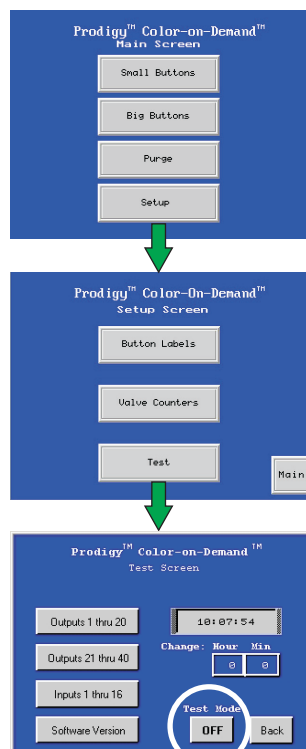 Prodigy™ Color-on-Demand™
Main Screen
Small Buttons
Big Buttons
Purge
Setup
Prodigy™ Color-On-Demand™
Setup Screen
Button Labels
Valve Counters
Test
Main
Prodigy™ Color-on-Demand ™
Test Screen
Outputs 1 thru 20
10:07:54
Change: Hour Min
Outputs 21 thru 40
0 0
Inputs 1 thru 16
Test Mode
Software Version
OFF
Back